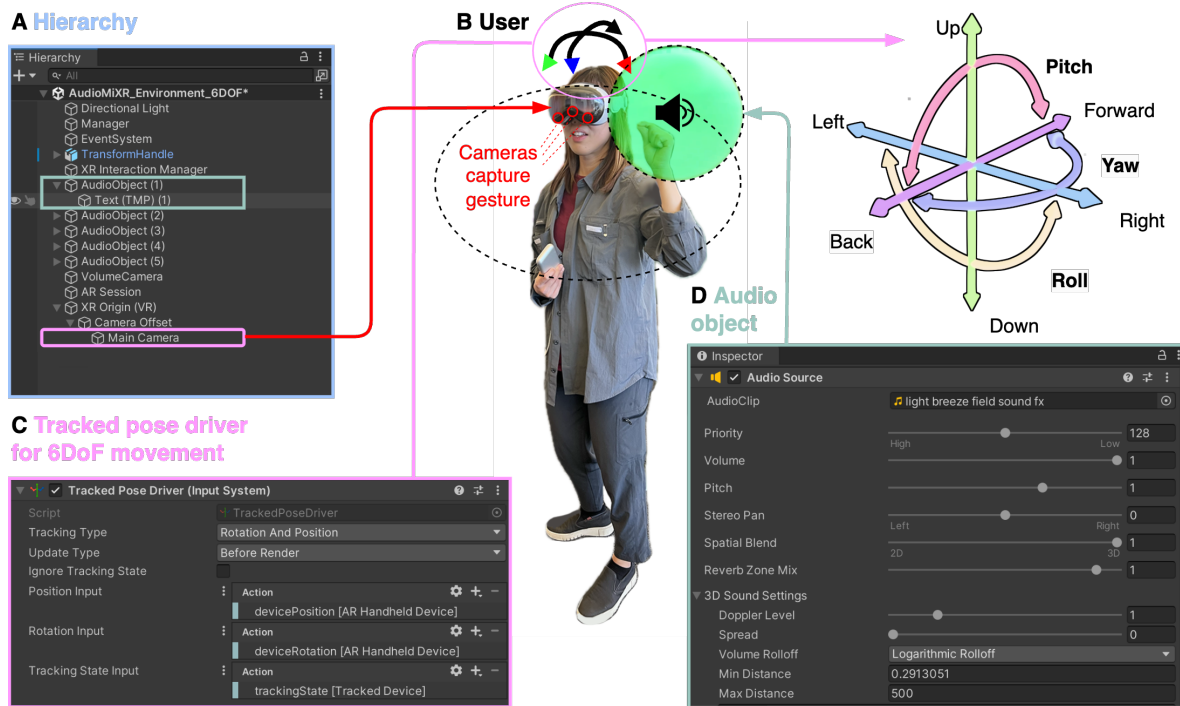 A Hierarchy
Hierarchy
All
AudioMiXR_Environment_6DOF*
Directional Light
Manager
EventSystem
TransformHandle
XR Interaction Manager
AudioObject (1)
Text (TMP) (1)
AudioObject (2)
AudioObject (3)
AudioObject (4)
AudioObject (5)
VolumeCamera
AR Session
XR Origin (VR)
Camera Offset
Main Camera
B User
Cameras
capture
gesture
Up
Pitch
Forward
Left
Yaw
Right
Back
Roll
Down
C Tracked pose driver
for 6DoF movement
Tracked Pose Driver (Input System)
Script TrackedPoseDriver
Tracking Type Rotation And Position
Update Type Before Render
Ignore Tracking State
Position Input Action
devicePosition [AR Handheld Device]
Rotation Input Action
deviceRotation [AR Handheld Device]
Tracking State Input Action
trackingState [Tracked Device]
D Audio
object
Inspector
Audio Source
AudioClip light breeze field sound fx
Priority 128
High Low
Volume 1
Pitch 1
Stereo Pan 0
Left Right
Spatial Blend 1
2D 3D
Reverb Zone Mix 1
3D Sound Settings
Doppler Level 1
Spread 0
Volume Rolloff Logarithmic Rolloff
Min Distance 0.2913051
Max Distance 500